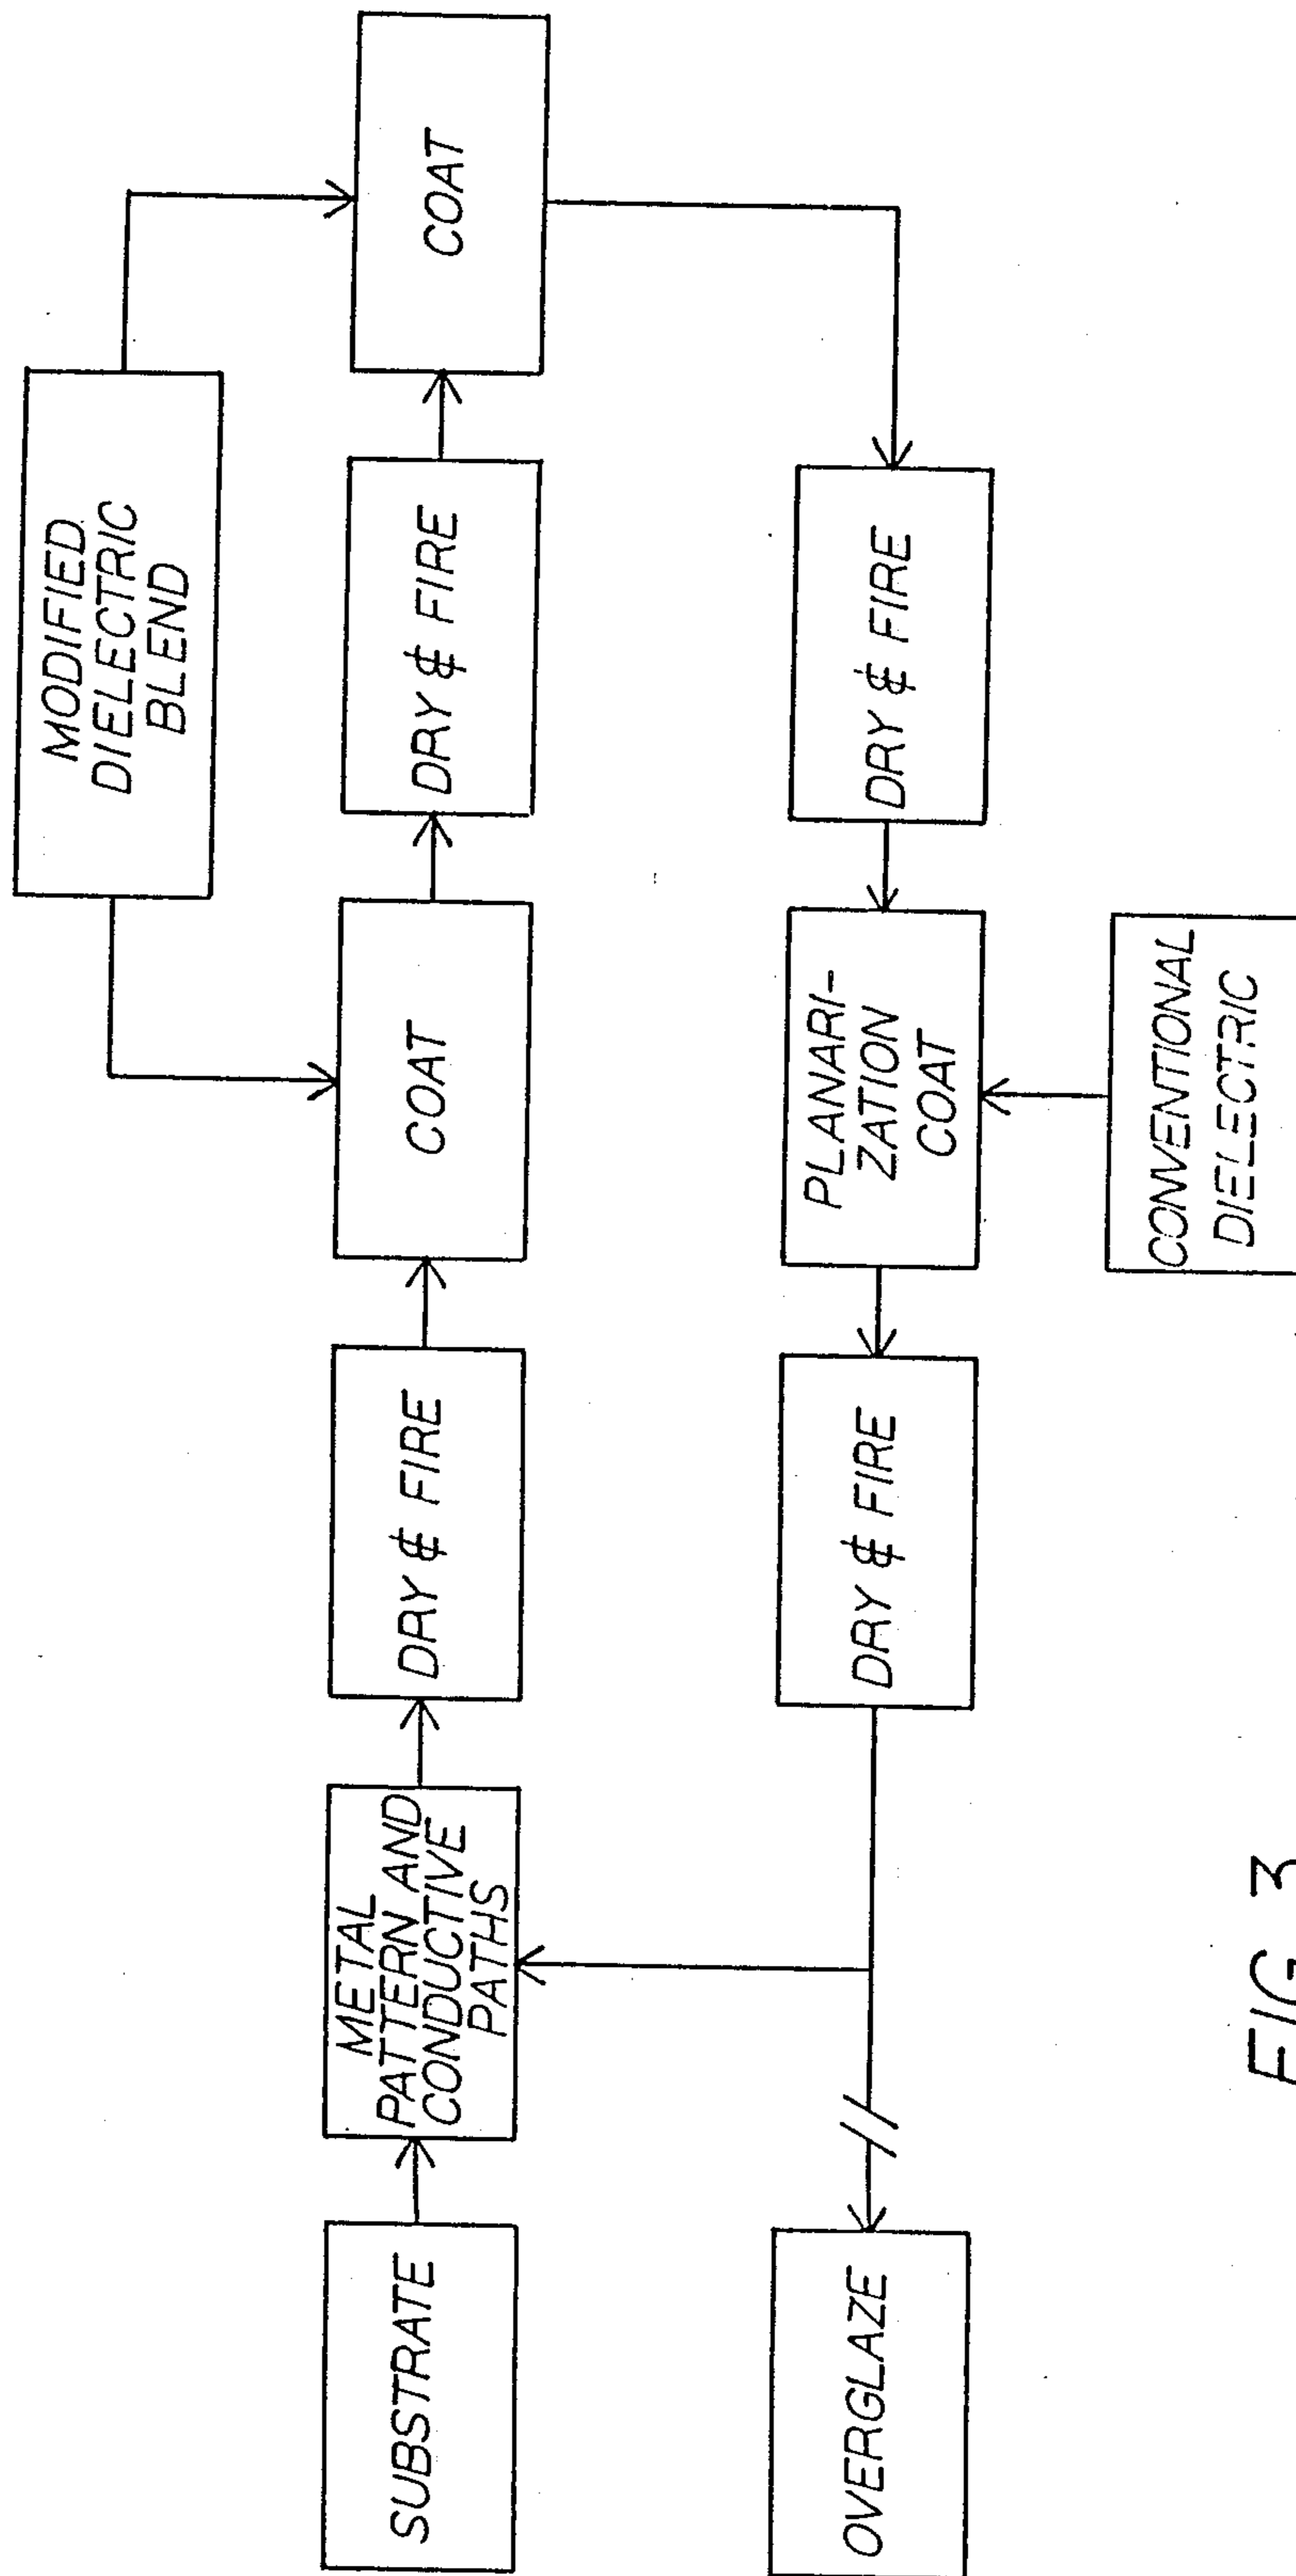 MODIFIED
DIELECTRIC
BLEND
SUBSTRATE
METAL
PATTERN AND
CONDUCTIVE
PATHS
DRY & FIRE
COAT
DRY & FIRE
COAT
OVERGLAZE
DRY & FIRE
PLANARI-
ZATION
COAT
DRY & FIRE
CONVENTIONAL
DIELECTRIC
FIG. 3